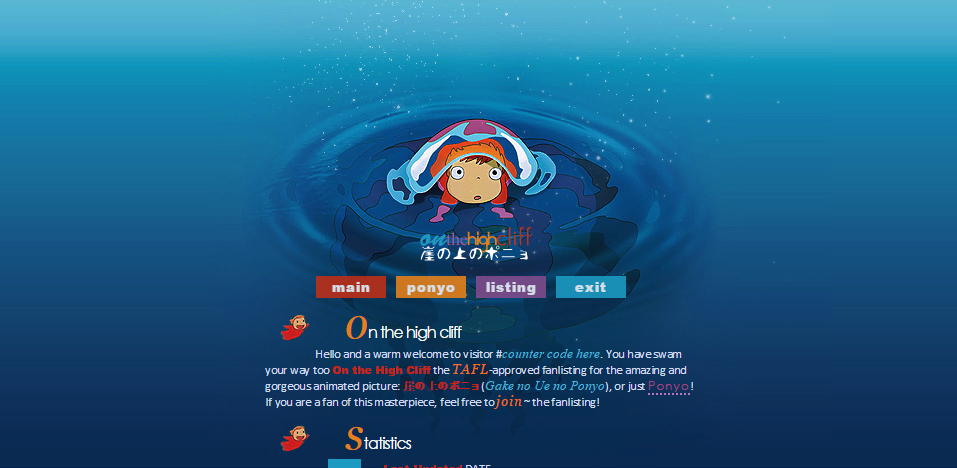 onthehighcliff
崖の上のポニョ
main ponyo listing exit
On the high cliff
Hello and a warm welcome to visitor #counter code here. You have swam
your way too On the High Cliff the TAFL-approved fanlisting for the amazing and
gorgeous animated picture: 崖の上のポニョ (Gake no Ue no Ponyo), or just Ponyo!
If you are a fan of this masterpiece, feel free to join ~ the fanlisting!
Statistics
Last Updated DATE